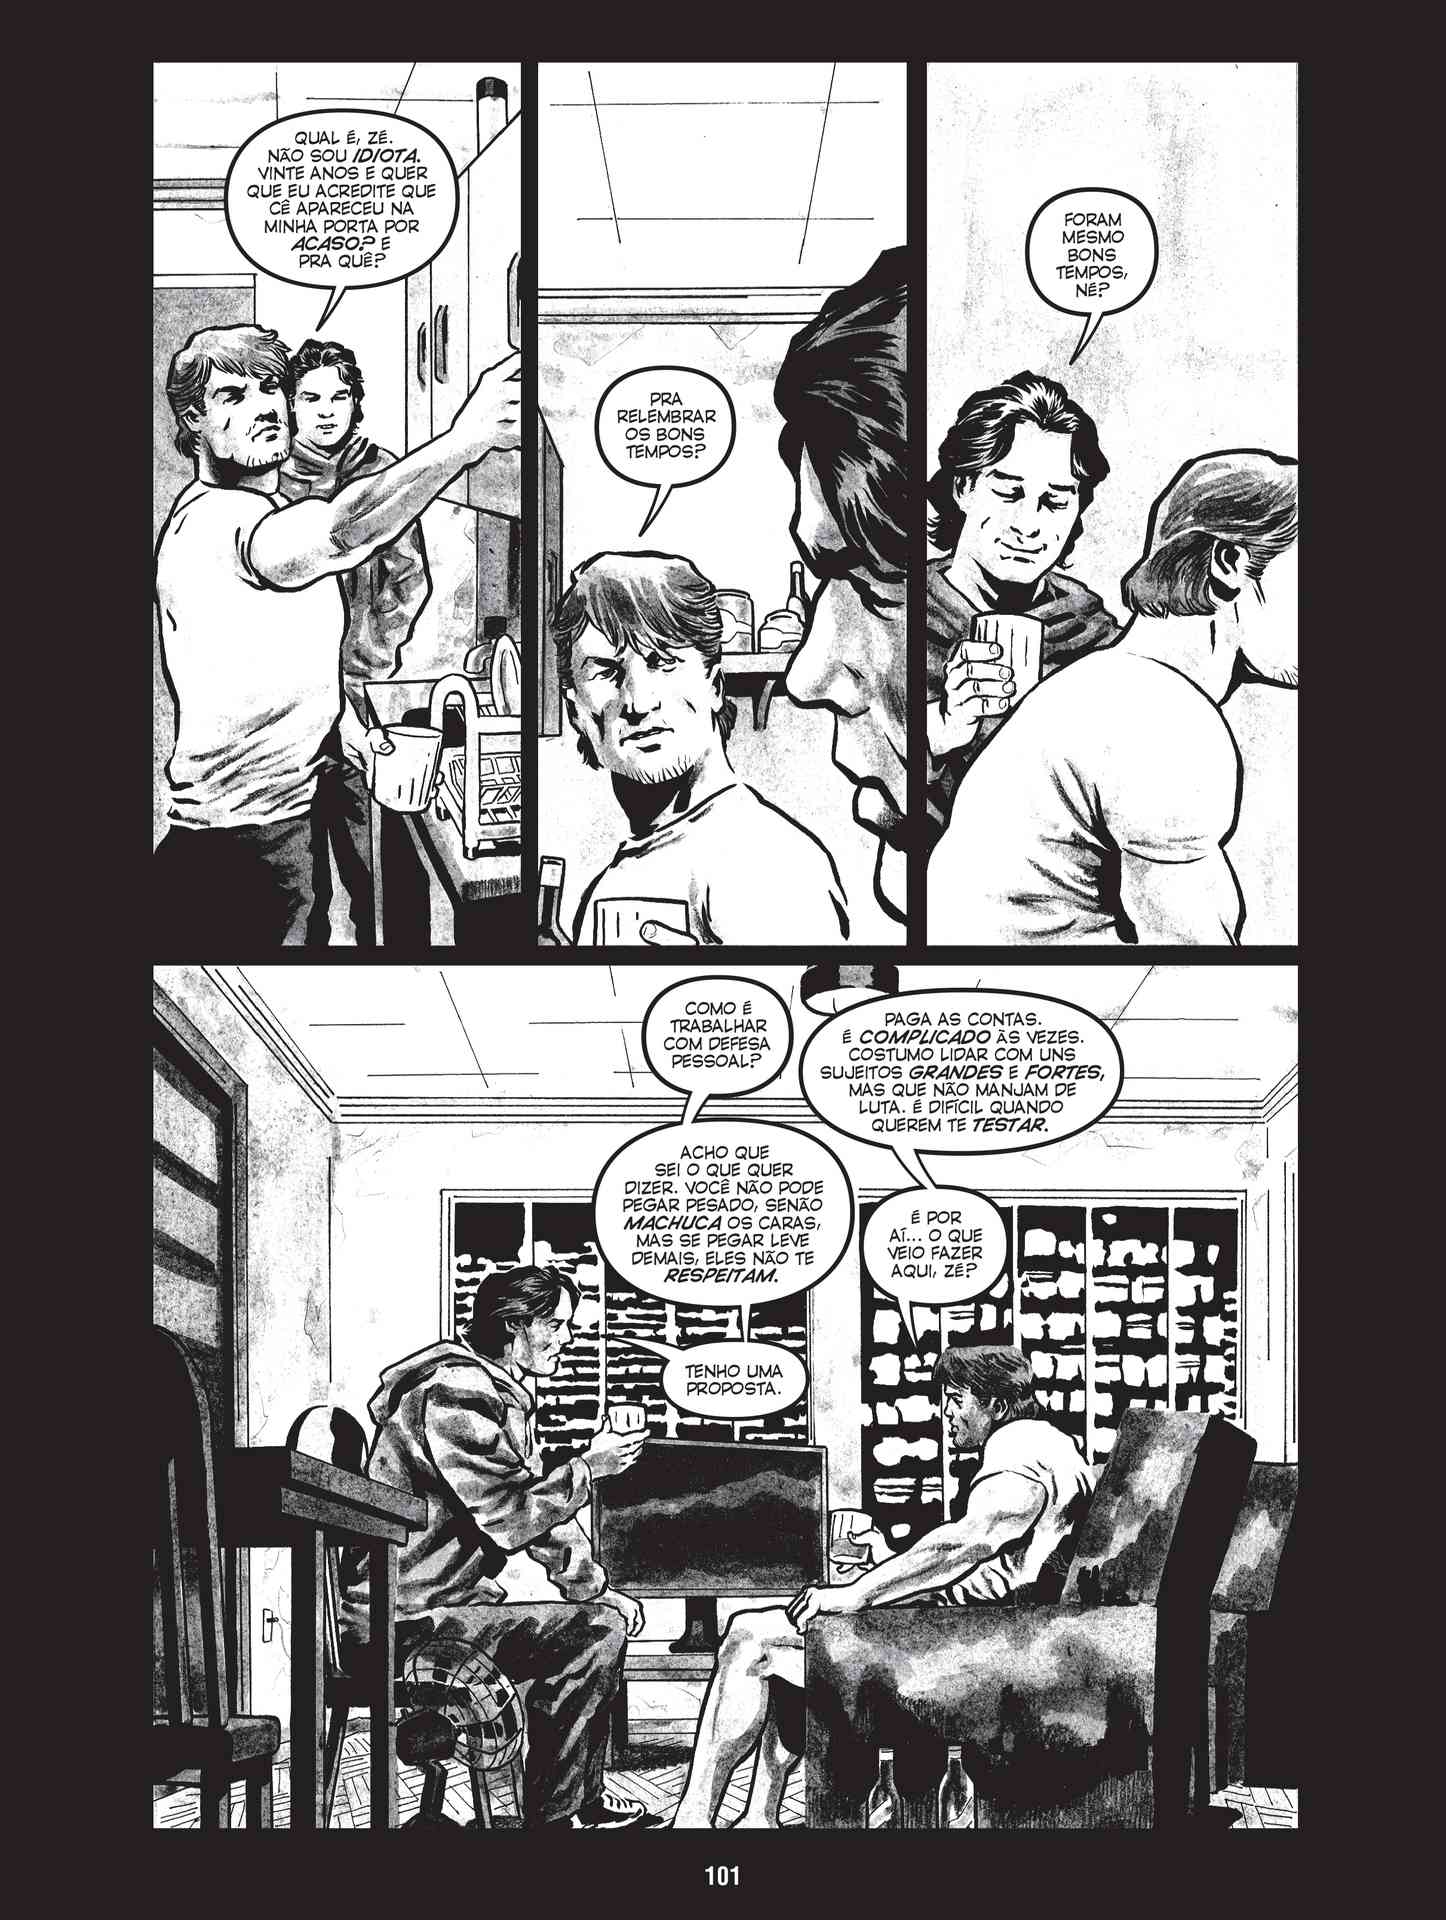 QUAL É, ZÉ.
NÃO SOU IDIOTA.
VINTE ANOS E QUER
QUE EU ACREDITE QUE
CÊ APARECEU NA
MINHA PORTA POR
ACASO? E
PRA QUÊ?
PRA
RELEMBRAR
OS BONS
TEMPOS?
FORAM
MESMO
BONS
TEMPOS,
NÉ?
COMO É
TRABALHAR
COM DEFESA
PESSOAL?
PAGA AS CONTAS.
É COMPLICADO ÀS VEZES.
COSTUMO LIDAR COM UNS
SUJEITOS GRANDES E FORTES,
MAS QUE NÃO MANJAM DE
LUTA. É DIFÍCIL QUANDO
QUEREM TE TESTAR.
ACHO QUE
SEI O QUE QUER
DIZER. VOCÊ NÃO PODE
PEGAR PESADO, SENÃO
MACHUCA OS CARAS,
MAS SE PEGAR LEVE
DEMAIS, ELES NÃO TE
RESPEITAM.
É POR
AÍ... O QUE
VEIO FAZER
AQUI, ZÉ?
TENHO UMA
PROPOSTA.
101